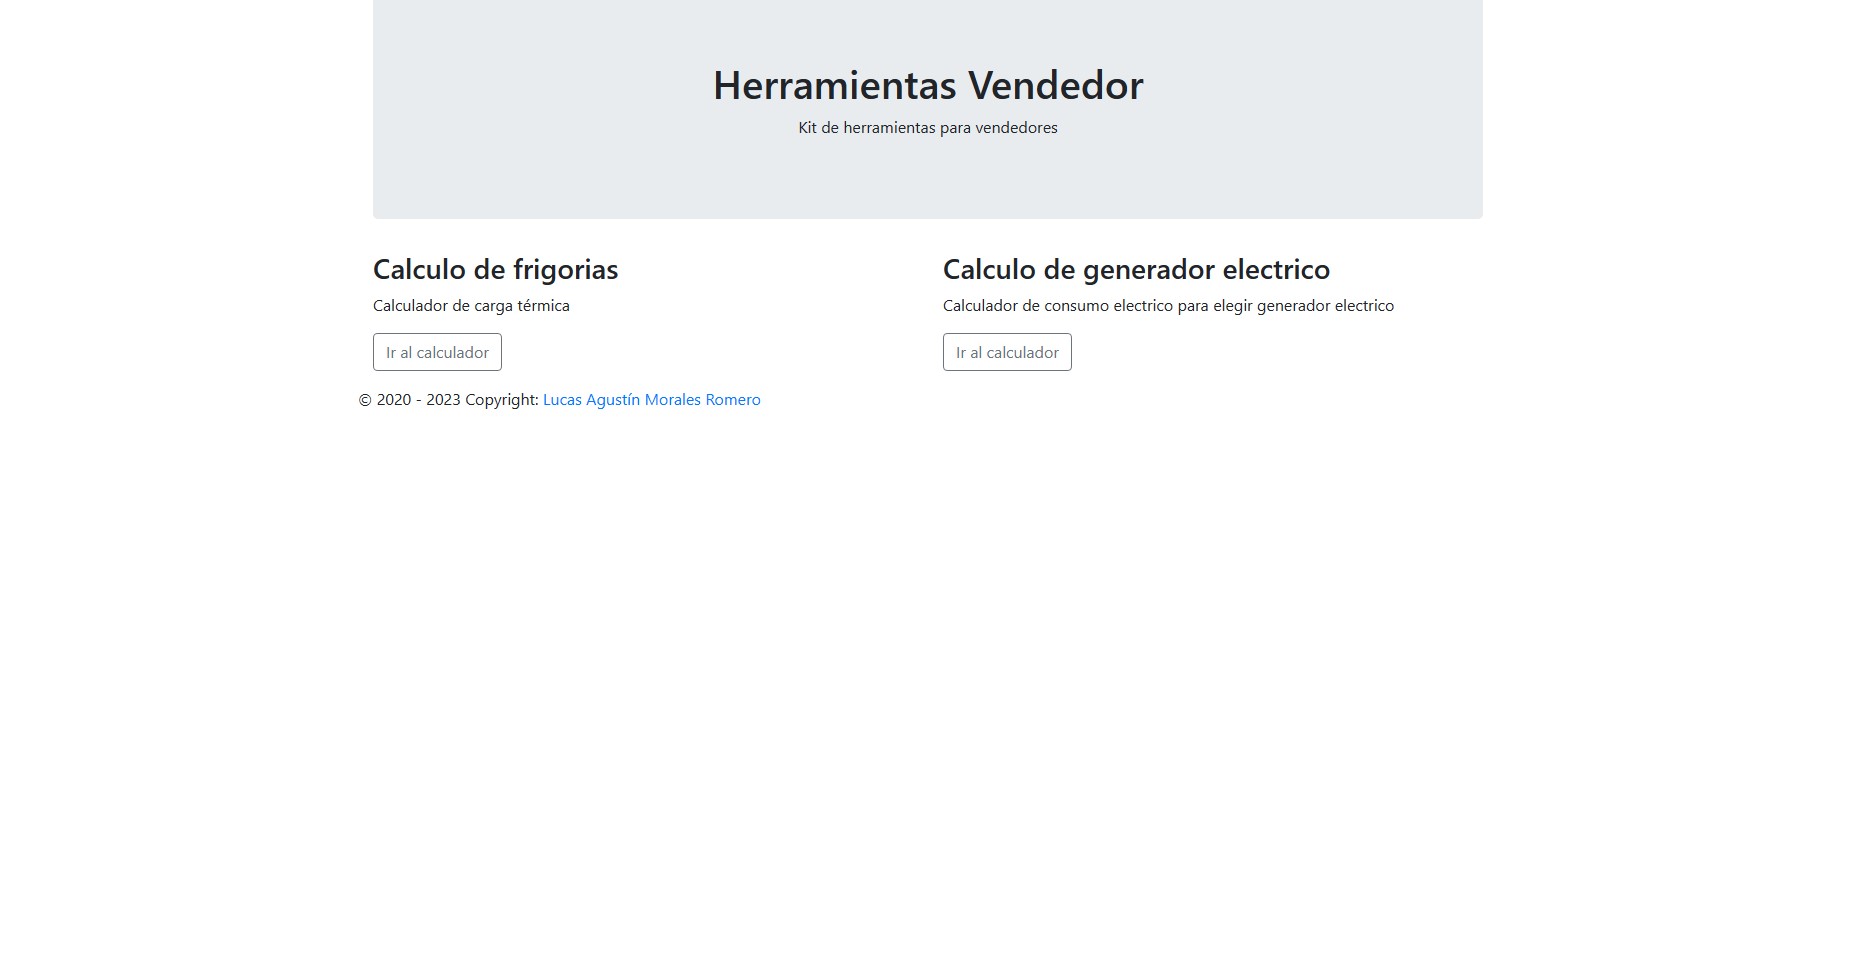 Herramientas Vendedor
Kit de herramientas para vendedores
Calculo de frigorias
Calculador de carga térmica
Ir al calculador
Calculo de generador electrico
Calculador de consumo electrico para elegir generador electrico
Ir al calculador
© 2020 - 2023 Copyright: Lucas Agustín Morales Romero